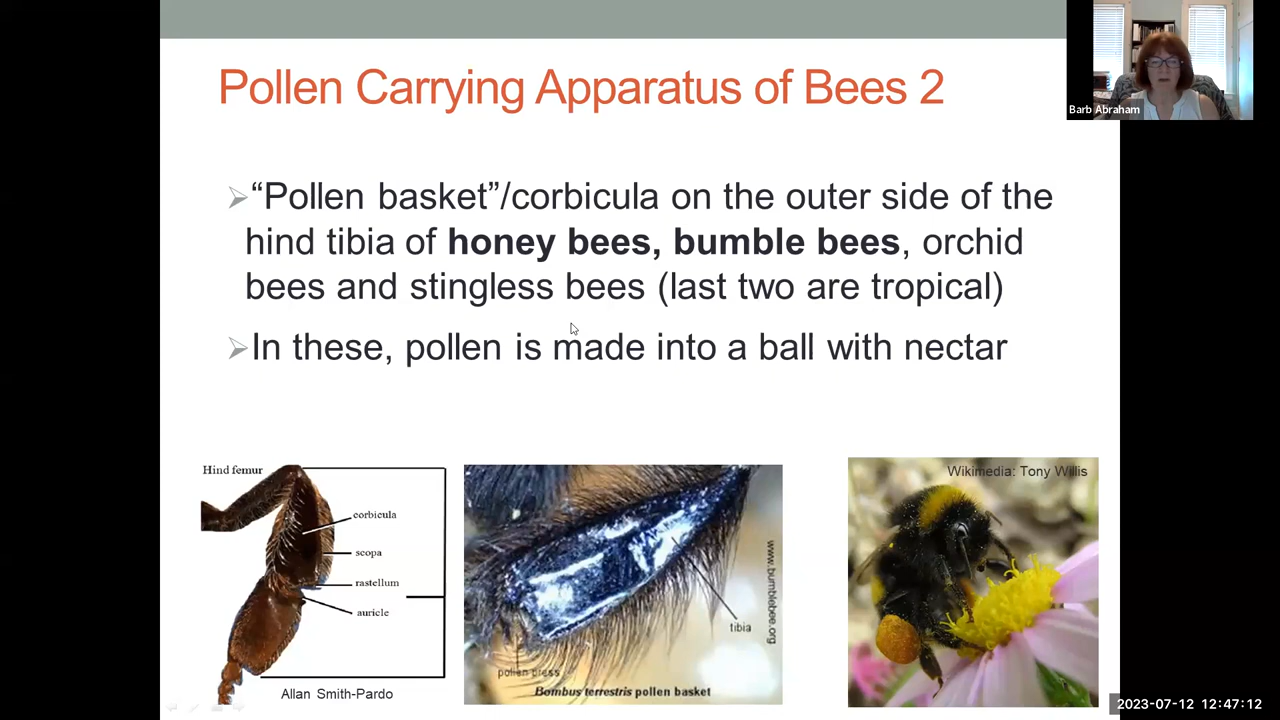 Pollen Carrying Apparatus of Bees 2
Barb Abraham
“Pollen basket”/corbicula on the outer side of the
hind tibia of honey bees, bumble bees, orchid
bees and stingless bees (last two are tropical)
In these, pollen is made into a ball with nectar
Hind femur
corbicula
scopa
rastellum
auricle
Allan Smith-Pardo
tibia
www.bumblebee.org
pollen press
Bombus terrestris pollen basket
Wikimedia: Tony Willis
2023-07-12 12:47:12